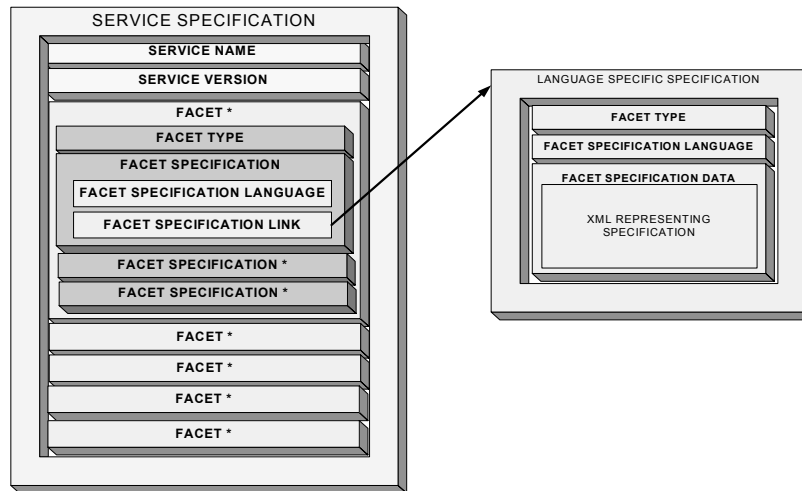 SERVICE SPECIFICATION
SERVICE NAME
SERVICE VERSION
FACET *
FACET TYPE
FACET SPECIFICATION
FACET SPECIFICATION LANGUAGE
FACET SPECIFICATION LINK
FACET SPECIFICATION *
FACET SPECIFICATION *
FACET *
FACET *
FACET *
FACET *
LANGUAGE SPECIFIC SPECIFICATION
FACET TYPE
FACET SPECIFICATION LANGUAGE
FACET SPECIFICATION DATA
XML REPRESENTING
SPECIFICATION